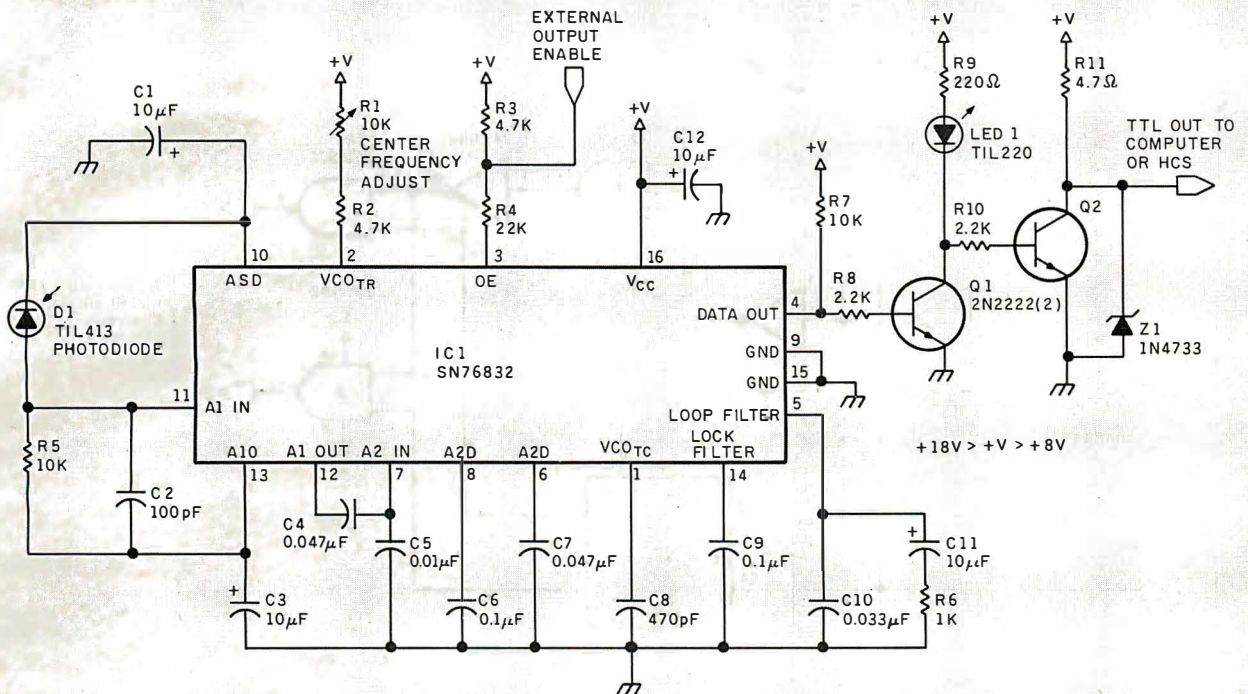 EXTERNAL
OUTPUT
ENABLE
C1
10µF
+V
R1
10K
CENTER
FREQUENCY
ADJUST
R2
4.7K
+V
R3
4.7K
R4
22K
+V
C12
10µF
+
+V
R7
10K
+V
R9
220Ω
LED 1
TIL220
+V
R11
4.7Ω
TTL OUT TO
COMPUTER
OR HCS
+
10
ASD
2
VCOTR
3
OE
16
VCC
4
DATA OUT
R8
2.2K
R10
2.2K
Q1
2N2222(2)
Q2
Z1
1N4733
D1
TIL413
PHOTODIODE
IC1
SN76832
9
GND
15
GND
5
LOOP FILTER
LOCK
FILTER
11
A1 IN
R5
10K
C2
100pF
A1O
13
A1 OUT
12
A2 IN
7
A2D
8
A2D
6
VCOTC
1
14
+18V > +V > +8V
C4
0.047µF
C5
0.01µF
C7
0.047µF
C9
0.1µF
+
C11
10µF
+
C3
10µF
C6
0.1µF
C8
470pF
C10
0.033µF
R6
1K